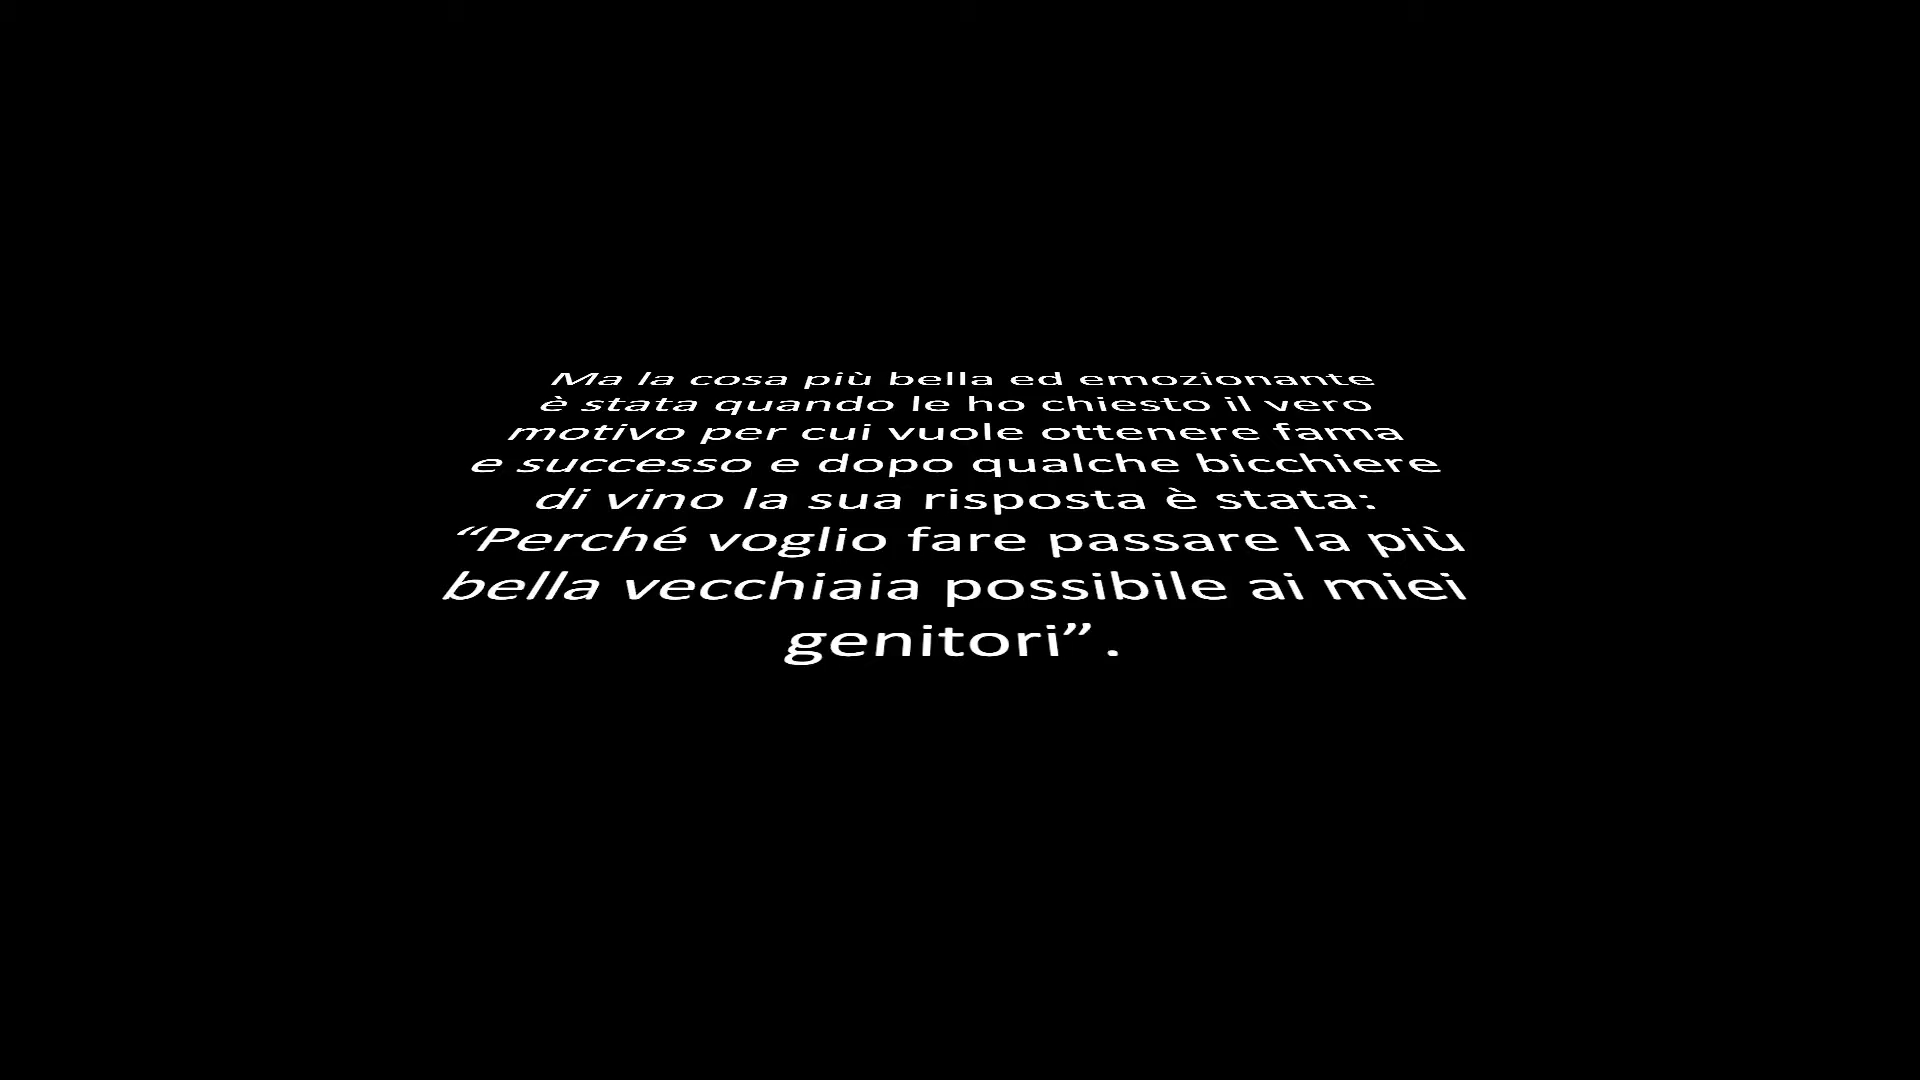 Ma la cosa più bella ed emozionante
è stata quando le ho chiesto il vero
motivo per cui vuole ottenere fama
e successo e dopo qualche bicchiere
di vino la sua risposta è stata:
“Perché voglio fare passare la più
bella vecchiaia possibile ai miei
genitori”.